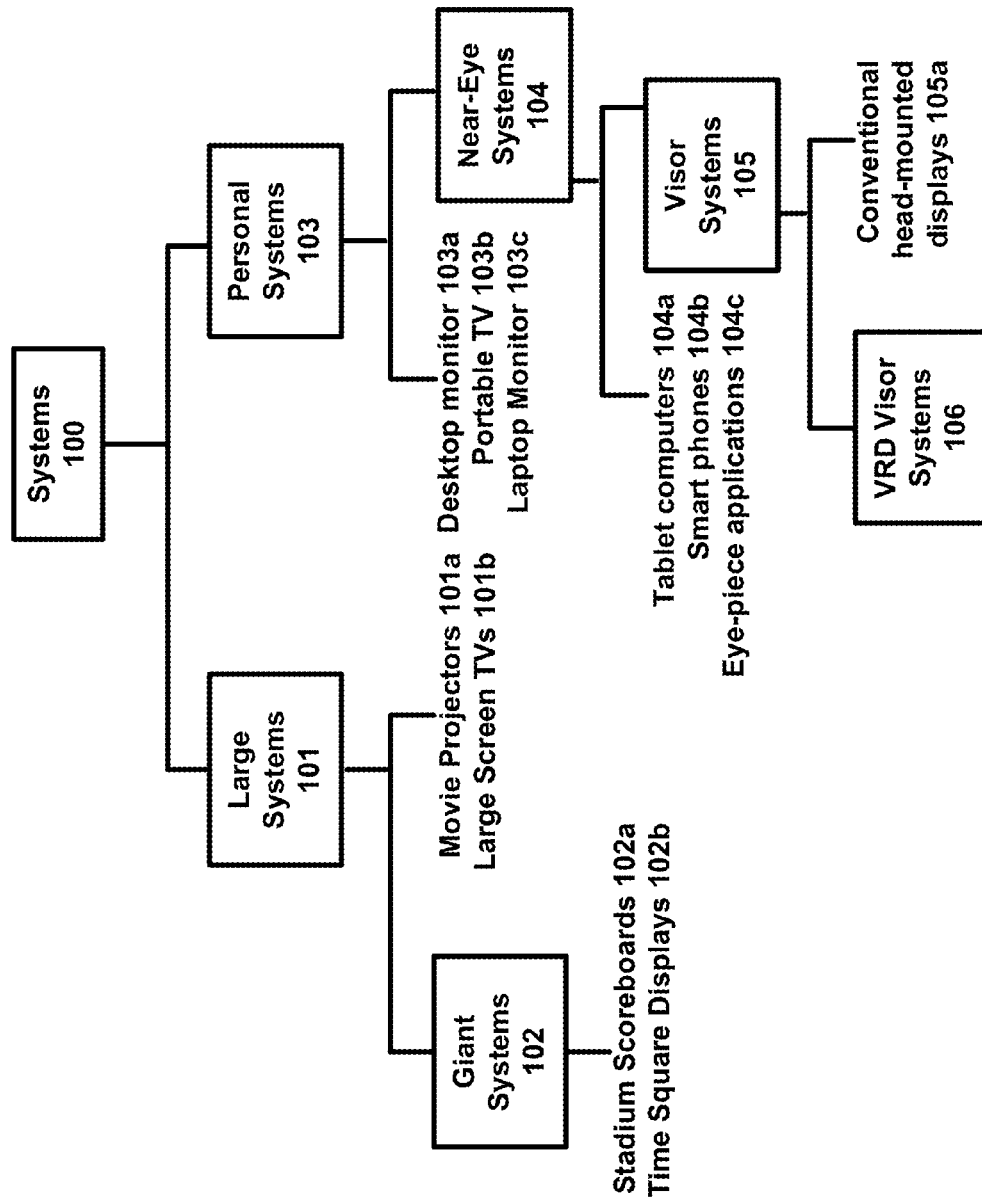 Systems
100
Large
Systems
101
Personal
Systems
103
Giant
Systems
102
Movie Projectors 101a
Large Screen TVs 101b
Desktop monitor 103a
Portable TV 103b
Laptop Monitor 103c
Near-Eye
Systems
104
Stadium Scoreboards 102a
Time Square Displays 102b
Tablet computers 104a
Smart phones 104b
Eye-piece applications 104c
Visor
Systems
105
VRD Visor
Systems
106
Conventional
head-mounted
displays 105a